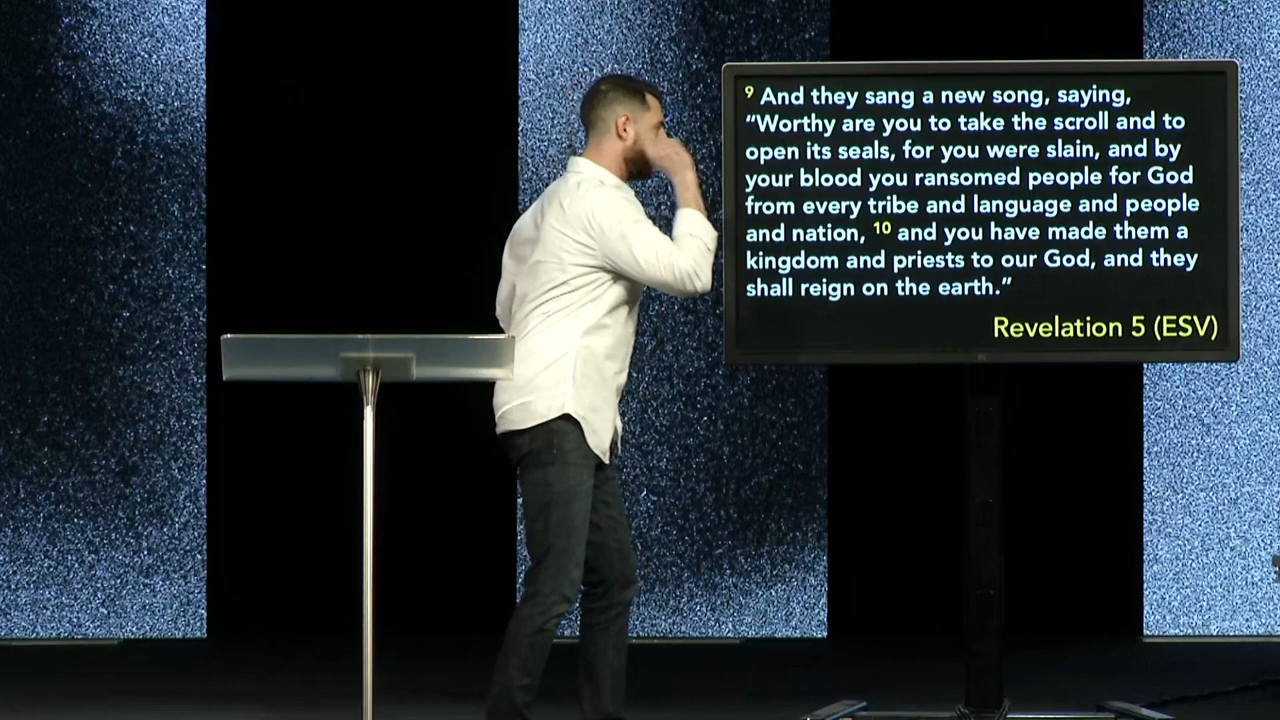 9 And they sang a new song, saying,
“Worthy are you to take the scroll and to
open its seals, for you were slain, and by
your blood you ransomed people for God
from every tribe and language and people
and nation, 10 and you have made them a
kingdom and priests to our God, and they
shall reign on the earth.”
Revelation 5 (ESV)